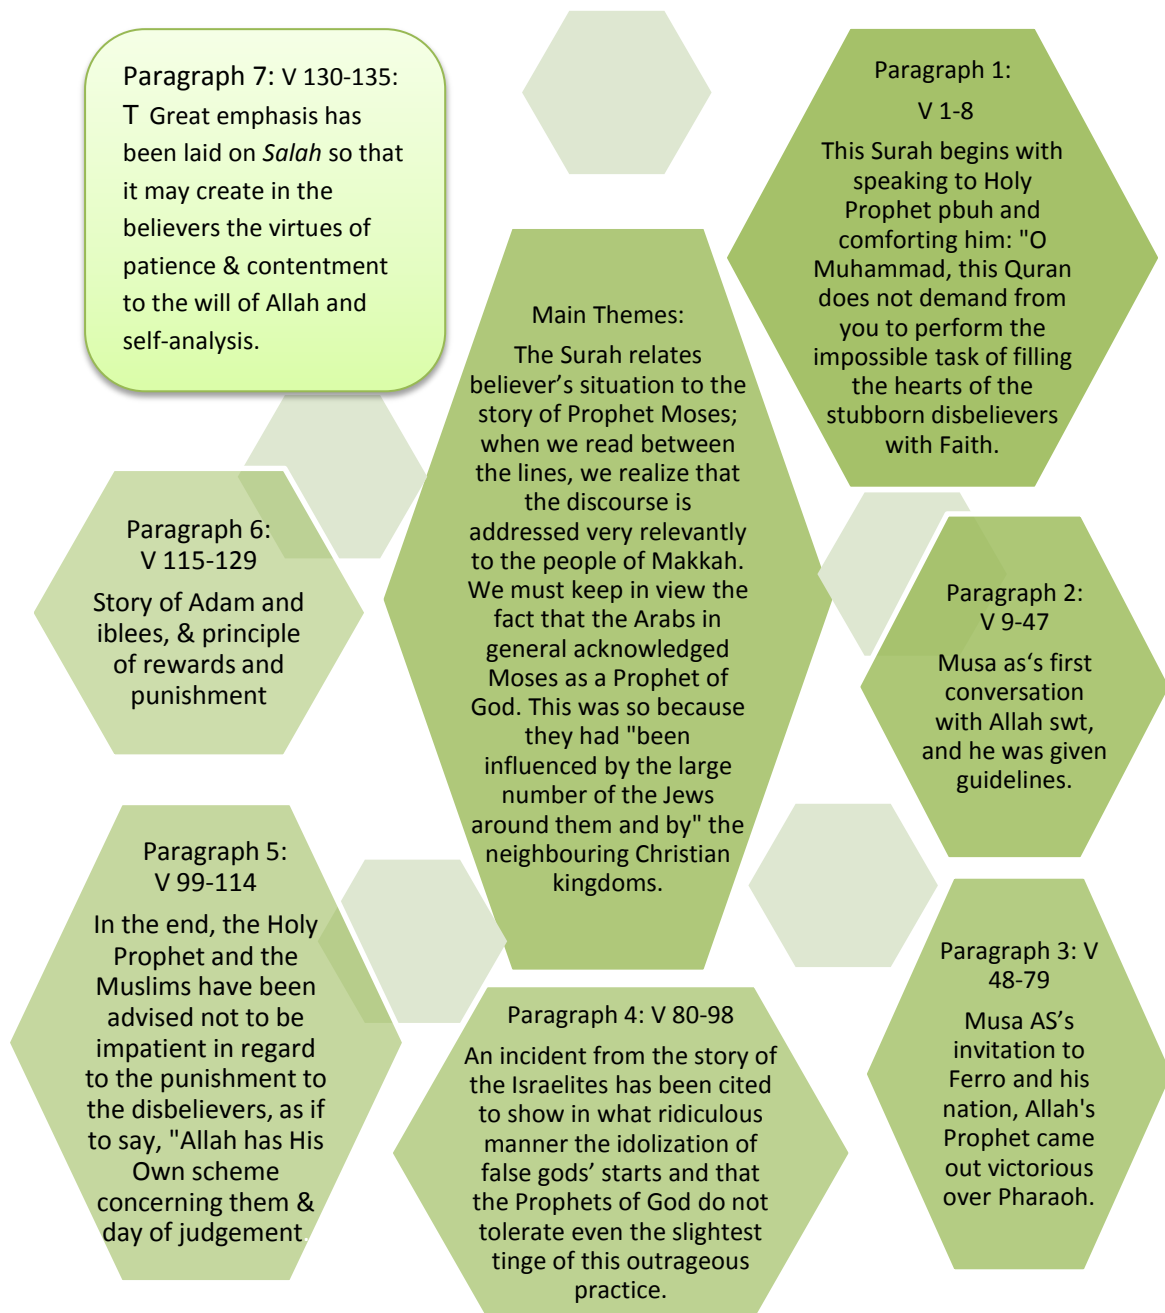 Paragraph 7: V 130-135:
T Great emphasis has
been laid on Salah so that
it may create in the
believers the virtues of
patience & contentment
to the will of Allah and
self-analysis.
Paragraph 1:
V 1-8
This Surah begins with
speaking to Holy
Prophet pbuh and
comforting him: "O
Muhammad, this Quran
does not demand from
you to perform the
impossible task of filling
the hearts of the
stubborn disbelievers
with Faith.
Main Themes:
The Surah relates
believer’s situation to the
story of Prophet Moses;
when we read between
the lines, we realize that
the discourse is
addressed very relevantly
to the people of Makkah.
We must keep in view the
fact that the Arabs in
general acknowledged
Moses as a Prophet of
God. This was so because
they had "been
influenced by the large
number of the Jews
around them and by" the
neighbouring Christian
kingdoms.
Paragraph 6:
V 115-129
Story of Adam and
iblees, & principle
of rewards and
punishment
Paragraph 2:
V 9-47
Musa as‘s first
conversation
with Allah swt,
and he was given
guidelines.
Paragraph 5:
V 99-114
In the end, the Holy
Prophet and the
Muslims have been
advised not to be
impatient in regard
to the punishment to
the disbelievers, as if
to say, "Allah has His
Own scheme
concerning them &
day of judgement.
Paragraph 4: V 80-98
An incident from the story of
the Israelites has been cited
to show in what ridiculous
manner the idolization of
false gods’ starts and that
the Prophets of God do not
tolerate even the slightest
tinge of this outrageous
practice.
Paragraph 3: V
48-79
Musa AS’s
invitation to
Ferro and his
nation, Allah's
Prophet came
out victorious
over Pharaoh.